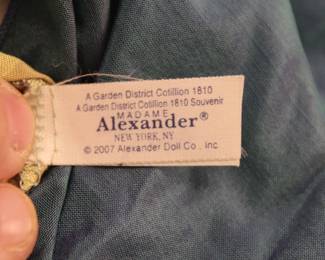 A Garden District Cotillion 1810
A Garden District Cotillion 1810 Souvenir
MADAME
Alexander®
NEW YORK, NY
© 2007 Alexander Doll Co., Inc